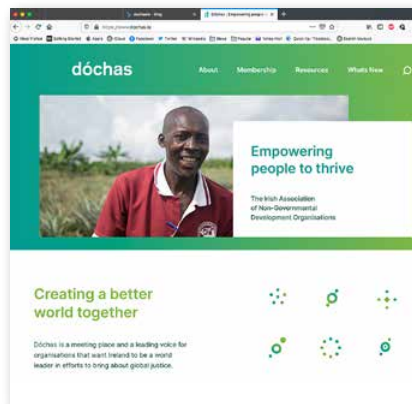 dóchas
About Membership Resources Whats New
Empowering
people to thrive
The Irish Association
of Non-Governmental
Development Organisations
Creating a better
world together
Dóchas is a meeting place and a leading voice for
organisations that want Ireland to be a world
leader in efforts to bring about global justice.